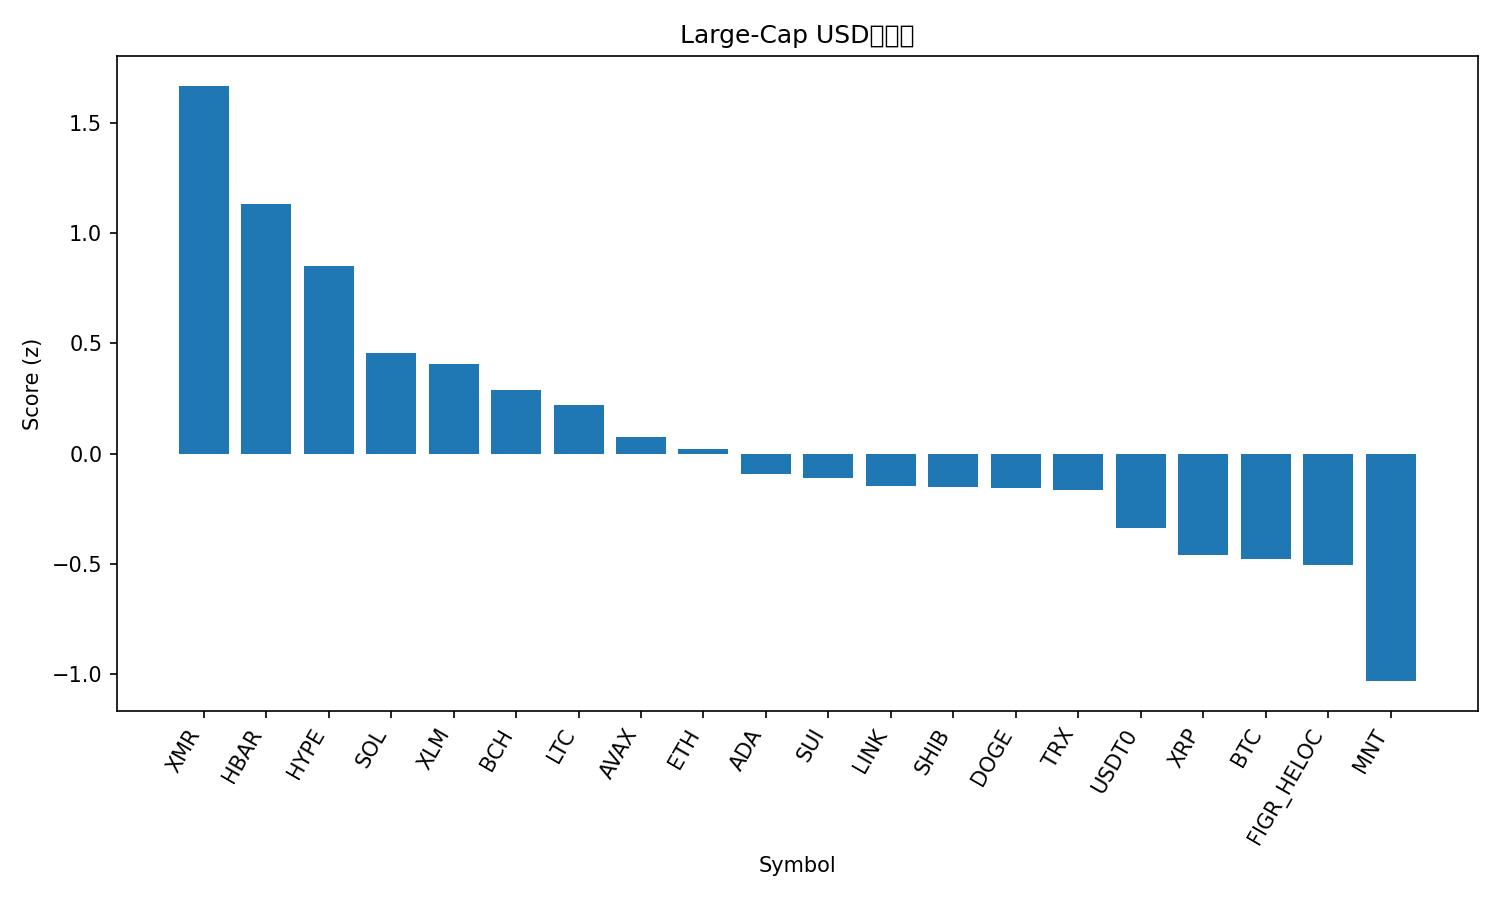 Large-Cap USD
Score (z)
1.5
1.0
0.5
0.0
−0.5
−1.0
XMR
HBAR
HYPE
SOL
XLM
BCH
LTC
AVAX
ETH
ADA
SUI
LINK
SHIB
DOGE
TRX
USDT0
XRP
BTC
FIGR_HELOC
MNT
Symbol